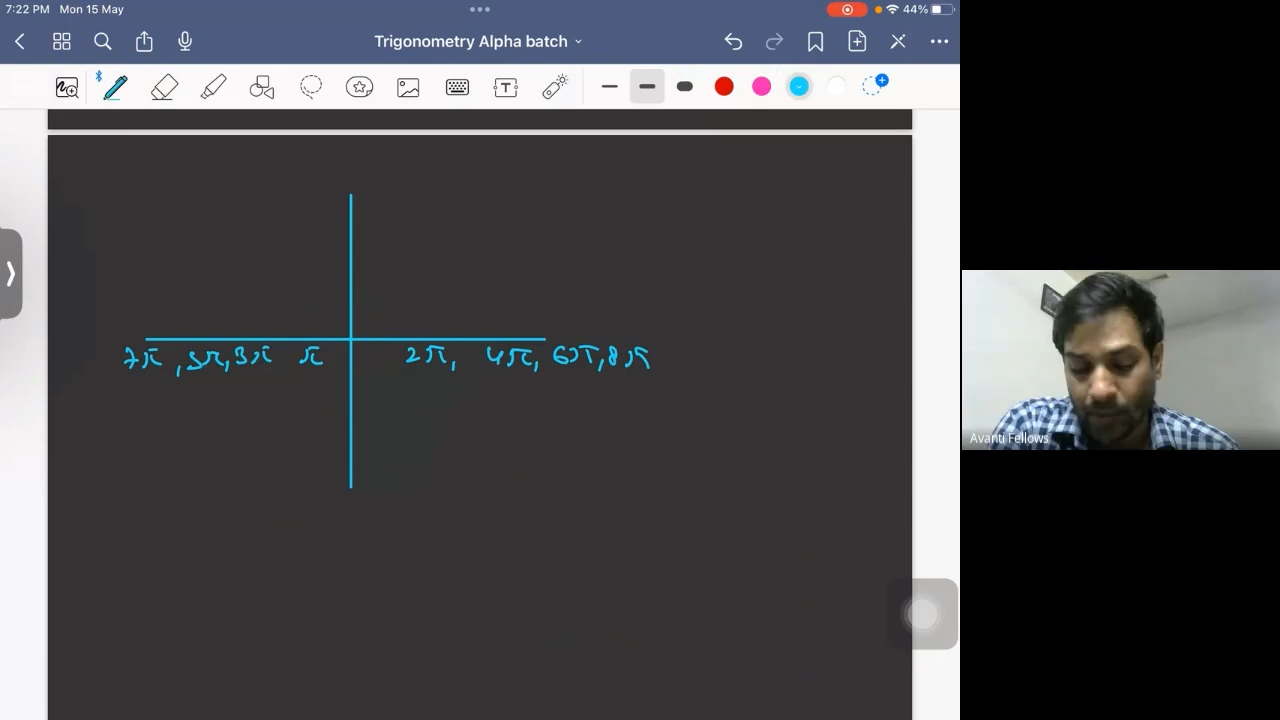 7:22 PM Mon 15 May
44%
Trigonometry Alpha batch
T
7π , 5π, 3π π 2π, 4π, 6π, 8π
Avanti Fellows